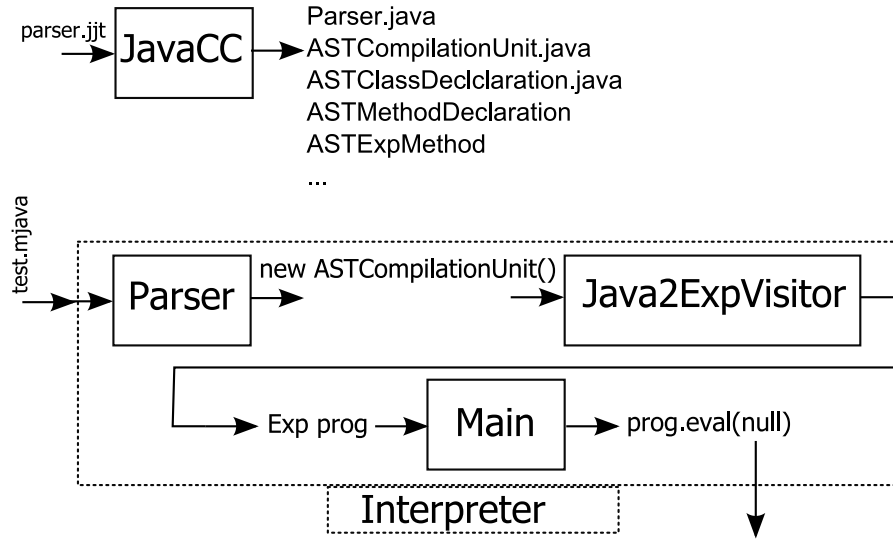 parser.jjt
JavaCC
Parser.java
ASTCompilationUnit.java
ASTClassDeclclaration.java
ASTMethodDeclaration
ASTExpMethod
...
test.mjava
Parser
new ASTCompilationUnit()
Java2ExpVisitor
Exp prog
Main
prog.eval(null)
Interpreter